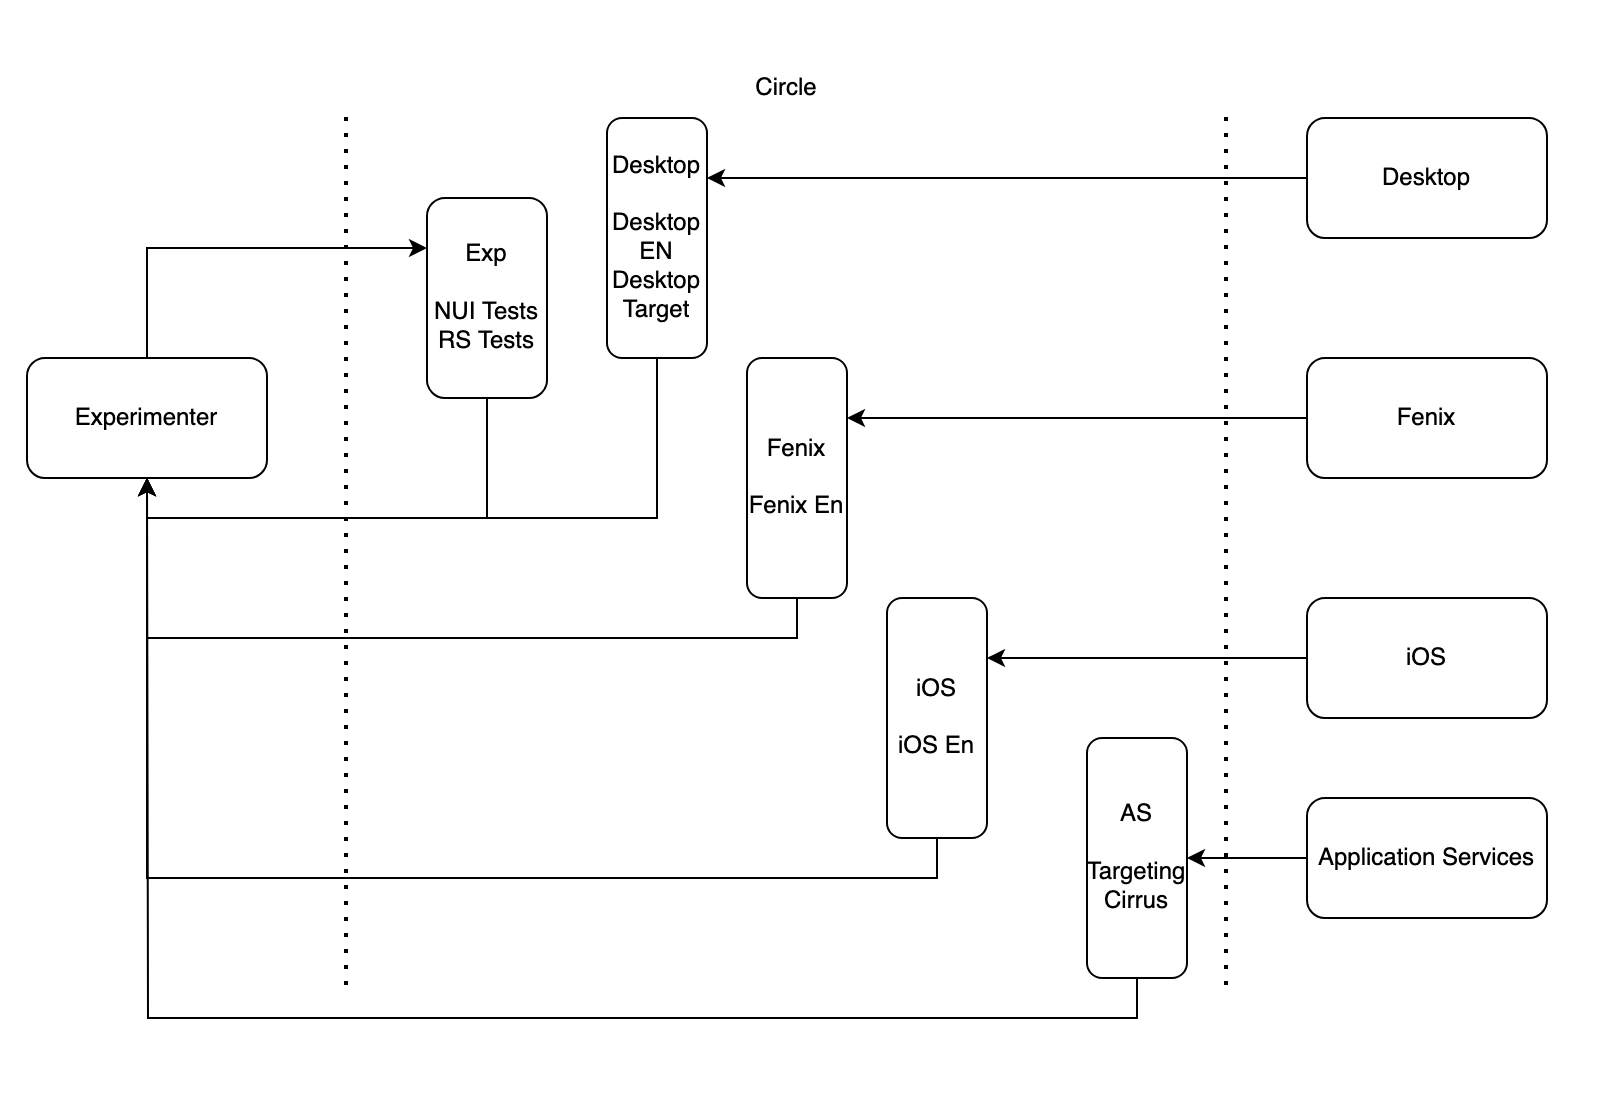 Circle
Experimenter
Exp
NUI Tests
RS Tests
Desktop
Desktop
EN
Desktop
Target
Fenix
Fenix En
iOS
iOS En
AS
Targeting
Cirrus
Desktop
Fenix
iOS
Application Services